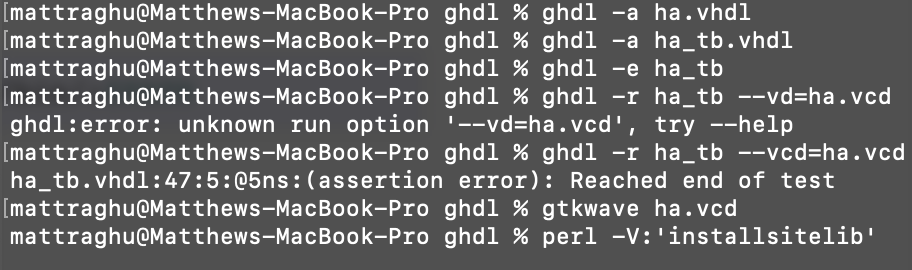 [mattraghu@Matthews-MacBook-Pro ghdl % ghdl -a ha.vhdl
[mattraghu@Matthews-MacBook-Pro ghdl % ghdl -a ha_tb.vhdl
[mattraghu@Matthews-MacBook-Pro ghdl % ghdl -e ha_tb
[mattraghu@Matthews-MacBook-Pro ghdl % ghdl -r ha_tb --vd=ha.vcd
ghdl:error: unknown run option '--vd=ha.vcd', try --help
[mattraghu@Matthews-MacBook-Pro ghdl % ghdl -r ha_tb --vcd=ha.vcd
ha_tb.vhdl:47:5:@5ns:(assertion error): Reached end of test
[mattraghu@Matthews-MacBook-Pro ghdl % gtkwave ha.vcd
mattraghu@Matthews-MacBook-Pro ghdl % perl -V:'installsitelib'